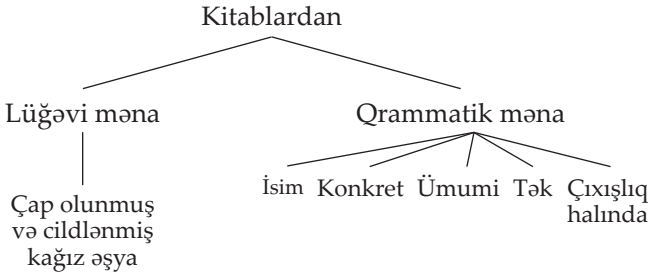 Kitablardan
Lüğəvi məna
Qrammatik məna
Çap olunmuş
və cildlənmiş
kağız əşya
İsim
Konkret
Ümumi
Tək
Çıxışlıq
halında